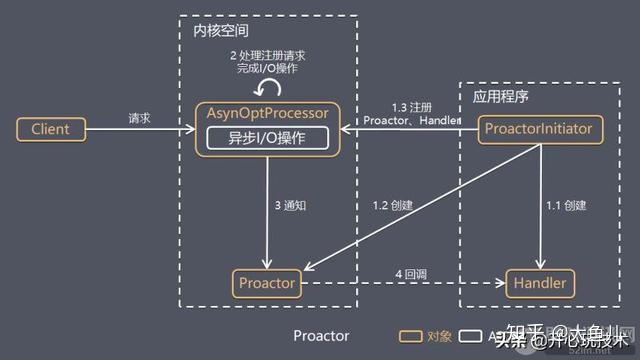 内核空间
2 处理注册请求
完成I/O操作
AsynOptProcessor
异步I/O操作
Client
请求
1.3 注册
Proactor、Handler
应用程序
ProactorInitiator
3 通知
1.2 创建
1.1 创建
Proactor
4 回调
Handler
Proactor
对象
知乎 @大鱼儿
头条 @开心玩技术
52im.net